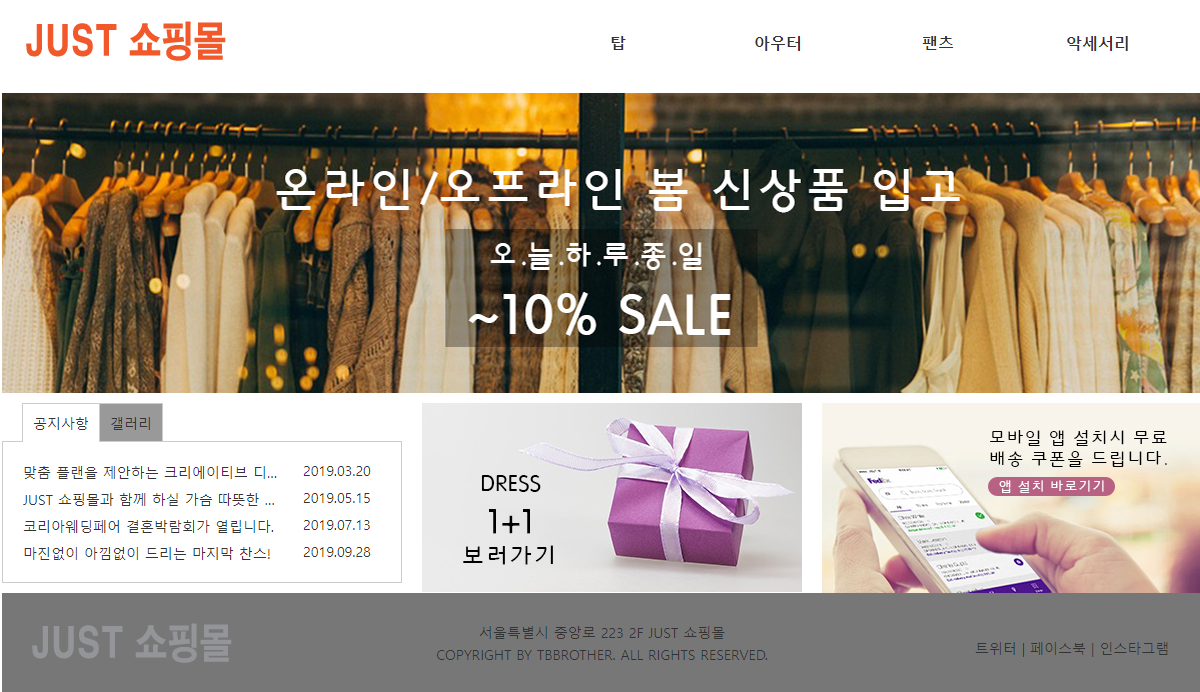 JUST 쇼핑몰
탑 아우터 팬츠 악세서리
온라인/오프라인 봄 신상품 입고
오.늘.하.루.종.일
~10% SALE
공지사항 갤러리
맞춤 플랜을 제안하는 크리에이티브 디... 2019.03.20
JUST 쇼핑몰과 함께 하실 가슴 따뜻한 ... 2019.05.15
코리아웨딩페어 결혼박람회가 열립니다. 2019.07.13
마진없이 아낌없이 드리는 마지막 찬스! 2019.09.28
DRESS
1+1
보러가기
모바일 앱 설치시 무료
배송 쿠폰을 드립니다.
앱 설치 바로기기
FedEx
JUST 쇼핑몰
서울특별시 중앙로 223 2F JUST 쇼핑몰
COPYRIGHT BY TBBROTHER. ALL RIGHTS RESERVED.
트위터 | 페이스북 | 인스타그램